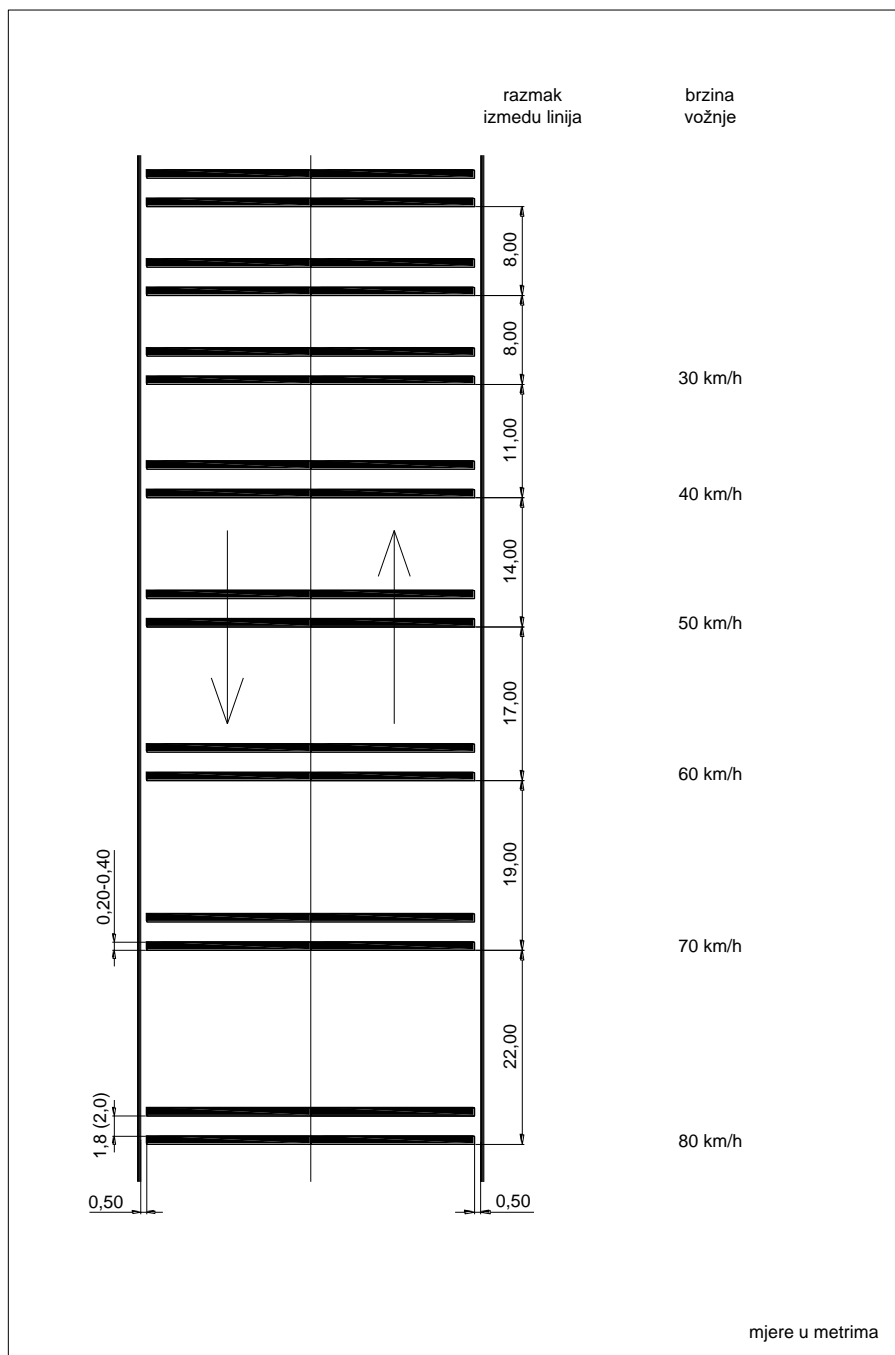 razmak
izmedu linija
brzina
vožnje
8,00
8,00
30 km/h
11,00
40 km/h
14,00
50 km/h
17,00
60 km/h
19,00
0,20-0,40
70 km/h
22,00
1,8 (2,0)
80 km/h
0,50
0,50
mjere u metrima